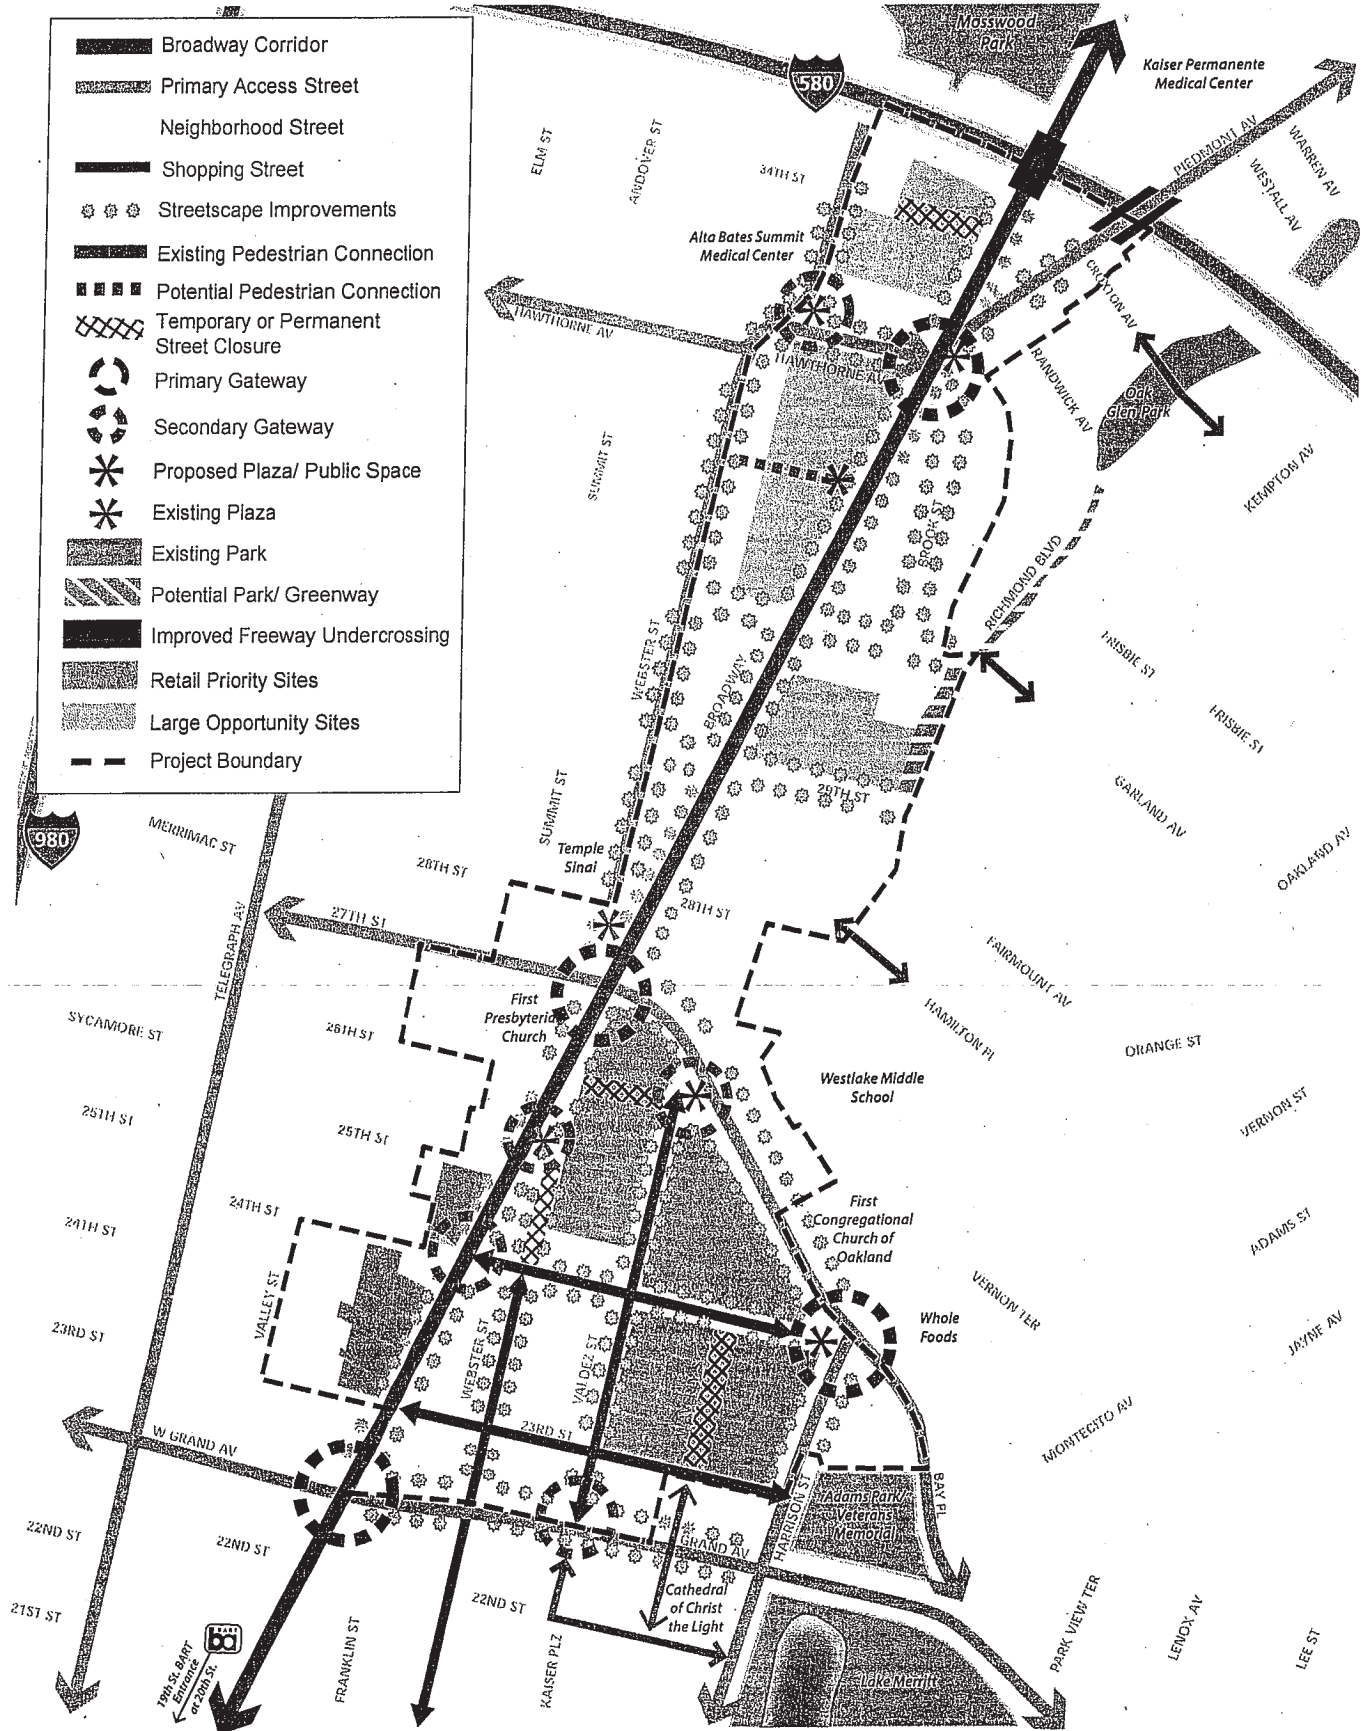 Broadway Corridor
Primary Access Street
Neighborhood Street
Shopping Street
Streetscape Improvements
Existing Pedestrian Connection
Potential Pedestrian Connection
Temporary or Permanent
Street Closure
Primary Gateway
Secondary Gateway
Proposed Plaza/ Public Space
Existing Plaza
Existing Park
Potential Park/ Greenway
Improved Freeway Undercrossing
Retail Priority Sites
Large Opportunity Sites
Project Boundary
Mosswood
Park
580
Kaiser Permanente
Medical Center
PIEDMONT AV
WARREN AV
WESTALL AV
ELM ST
ANDOVER ST
34TH ST
Alta Bates Summit
Medical Center
CROXTON AV
HAWTHORNE AV
HAWTHORNE AV
RANDWICK AV
Oak
Glen Park
KEMPTON AV
SUMMIT ST
BROOK ST
RICHMOND BLVD
WEBSTER ST
BROADWAY
FRISBIE ST
FRISBIE ST
29TH ST
GARLAND AV
OAKLAND AV
980
MERRIMAC ST
SUMMIT ST
Temple
Sinai
28TH ST
28TH ST
27TH ST
TELEGRAPH AV
FAIRMOUNT AV
HAMILTON PL
ORANGE ST
First
Presbyterian
Church
SYCAMORE ST
26TH ST
Westlake Middle
School
VERNON ST
25TH ST
25TH ST
24TH ST
24TH ST
First
Congregational
Church of
Oakland
ADAMS ST
VERNON TER
Whole
Foods
JAYNE AV
23RD ST
VALLEY ST
WEBSTER ST
VALDEZ ST
23RD ST
W GRAND AV
MONTECITO AV
HARRISON ST
BAY PL
Adams Park/
Veterans
Memorial
22ND ST
22ND ST
GRAND AV
22ND ST
Cathedral
of Christ
the Light
21ST ST
BART
ba
19th St. BART
Entrance
at 20th St.
FRANKLIN ST
KAISER PLZ
Lake Merritt
PARK VIEW TER
LENOX AV
LEE ST